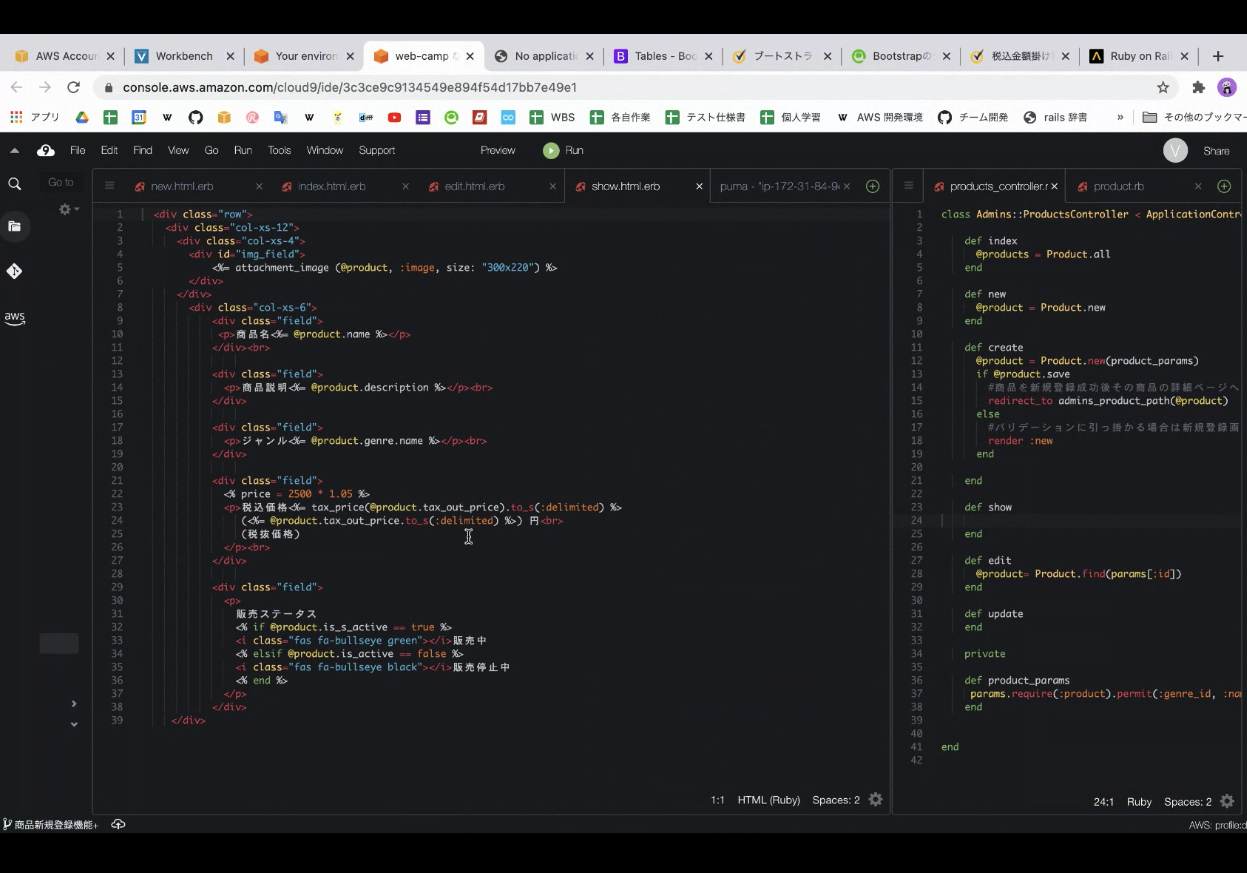 AWS Accour
Workbench
Your environ
web-camp
No applicati
B Tables - Boo
ブートストラ
Bootstrapの
税込金額掛け
Ruby on Rail
console.aws.amazon.com/cloud9/ide/3c3ce9c9134549e894f54d17bb7e49e1
アプリ
WBS
各自作業
テスト仕様書
個人学習
AWS 開発環境
チーム開発
rails 辞書
»
その他のブックマー
File Edit Find View Go Run Tools Window Support
Preview Run
V Share
Go to
new.html.erb
index.html.erb
edit.html.erb
show.html.erb
puma - "ip-172-31-84-9
1 <div class="row">
2 <div class="col-xs-12">
3 <div class="col-xs-4">
4 <div id="img_field">
5 <%= attachment_image (@product, :image, size: "300x220") %>
6 </div>
7 </div>
8 <div class="col-xs-6">
9 <div class="field">
10 <p>商品名<%= @product.name %></p>
11 </div><br>
12
13 <div class="field">
14 <p>商品説明<%= @product.description %></p><br>
15 </div>
16
17 <div class="field">
18 <p>ジャンル<%= @product.genre.name %></p><br>
19 </div>
20
21 <div class="field">
22 <% price = 2500 * 1.05 %>
23 <p>税込価格<%= tax_price(@product.tax_out_price).to_s(:delimited) %>
24 (<%= @product.tax_out_price.to_s(:delimited) %>) 円<br>
25 (税抜価格)
26 </p><br>
27 </div>
28
29 <div class="field">
30 <p>
31 販売ステータス
32 <% if @product.is_s_active == true %>
33 <i class="fas fa-bullseye green"></i>販売中
34 <% elsif @product.is_active == false %>
35 <i class="fas fa-bullseye black"></i>販売停止中
36 <% end %>
37 </p>
38 </div>
39 </div>
1:1 HTML (Ruby) Spaces: 2
products_controller.r
product.rb
1 class Admins::ProductsController < ApplicationContr
2
3 def index
4 @products = Product.all
5 end
6
7 def new
8 @product = Product.new
9 end
10
11 def create
12 @product = Product.new(product_params)
13 if @product.save
14 #商品を新規登録成功後その商品の詳細ページへ
15 redirect_to admins_product_path(@product)
16 else
17 #バリデーションに引っ掛かる場合は新規登録画
18 render :new
19 end
20
21 end
22
23 def show
24
25 end
26
27 def edit
28 @product= Product.find(params[:id])
29 end
30
31 def update
32 end
33
34 private
35
36 def product_params
37 params.require(:product).permit(:genre_id, :na
38 end
39
40
41 end
42
24:1 Ruby Spaces: 2
aws
商品新規登録機能+
AWS: profile:d